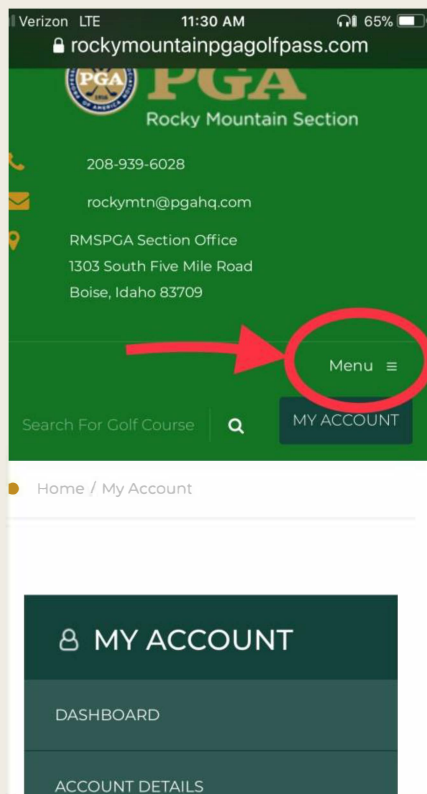 Verizon LTE 11:30 AM 65%
rockymountainpgagolfpass.com
PGA PGA
Rocky Mountain Section
208-939-6028
rockymtn@pgahq.com
RMSPGA Section Office
1303 South Five Mile Road
Boise, Idaho 83709
Menu
Search For Golf Course MY ACCOUNT
Home / My Account
MY ACCOUNT
DASHBOARD
ACCOUNT DETAILS